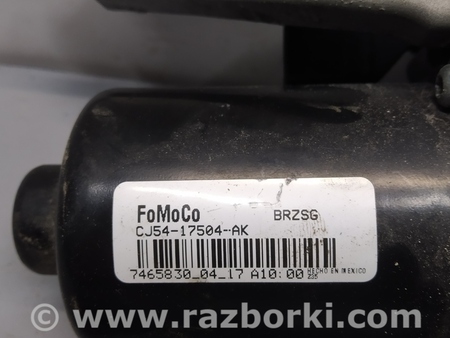 FoMoCo BRZSG
CJ54-17504-AK
7465830_04_17 A10:00 HECHO EN MEXICO
www.razborki.com